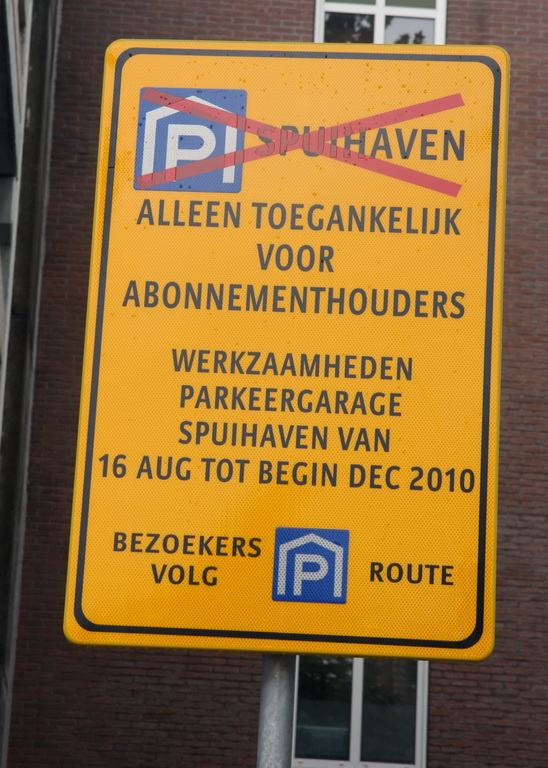 P SPUIHAVEN
ALLEEN TOEGANKELIJK
VOOR
ABONNEMENTHOUDERS
WERKZAAMHEDEN
PARKEERGARAGE
SPUIHAVEN VAN
16 AUG TOT BEGIN DEC 2010
BEZOEKERS P ROUTE
VOLG